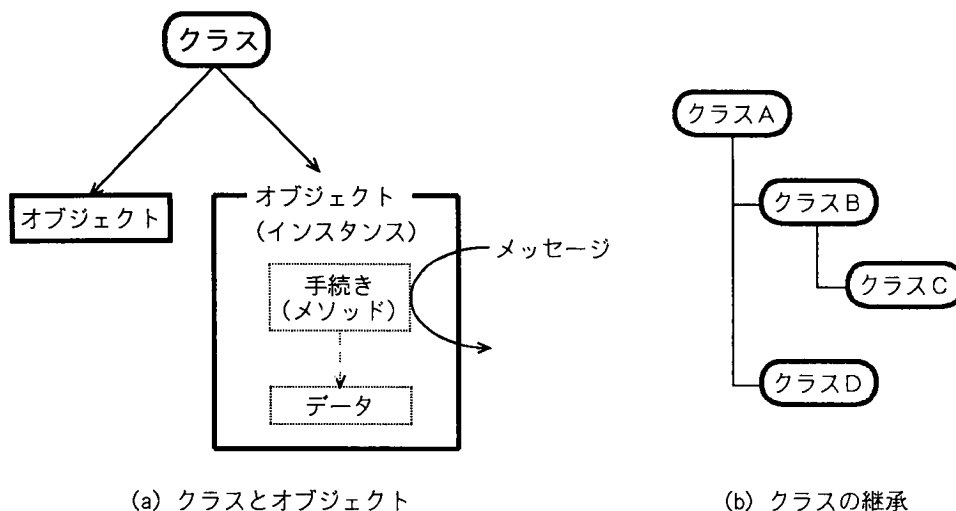 クラス
オブジェクト
オブジェクト
(インスタンス)
手続き
(メソッド)
データ
メッセージ
(a) クラスとオブジェクト
クラスA
クラスB
クラスC
クラスD
(b) クラスの継承